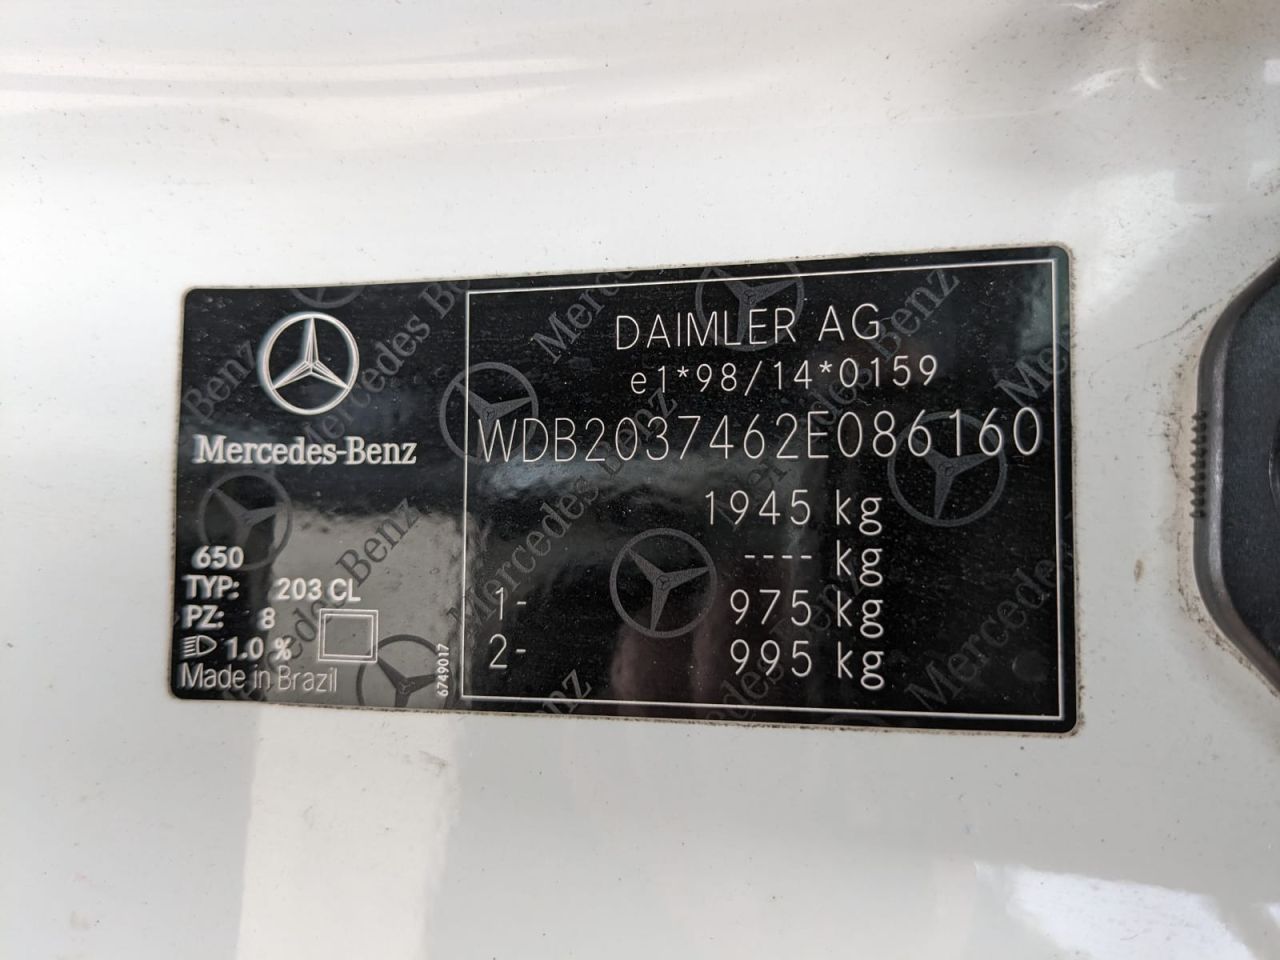 Mercedes-Benz
650
TYP: 203 CL
PZ: 8
1.0 %
Made in Brazil
6749017
DAIMLER AG
e1*98/14*0159
WDB2037462E086160
1945 kg
---- kg
1- 975 kg
2- 995 kg